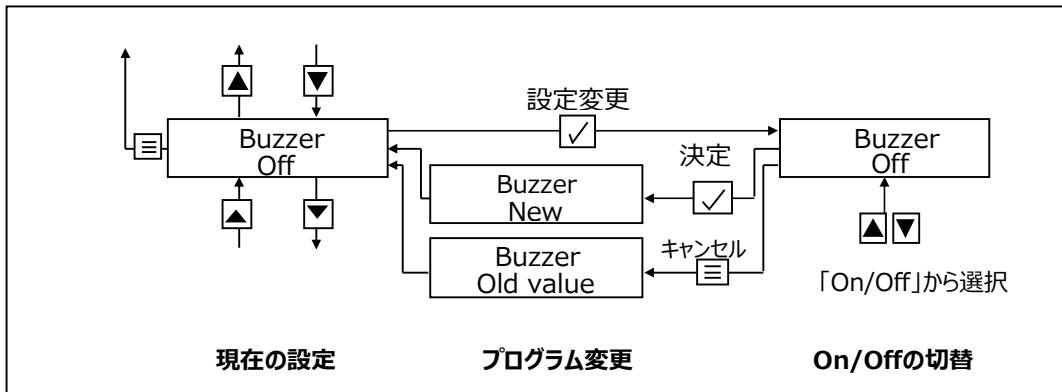 設定変更
Buzzer
Off
Buzzer
Off
決定
Buzzer
New
キャンセル
Buzzer
Old value
「On/Off」から選択
現在の設定
プログラム変更
On/Offの切替